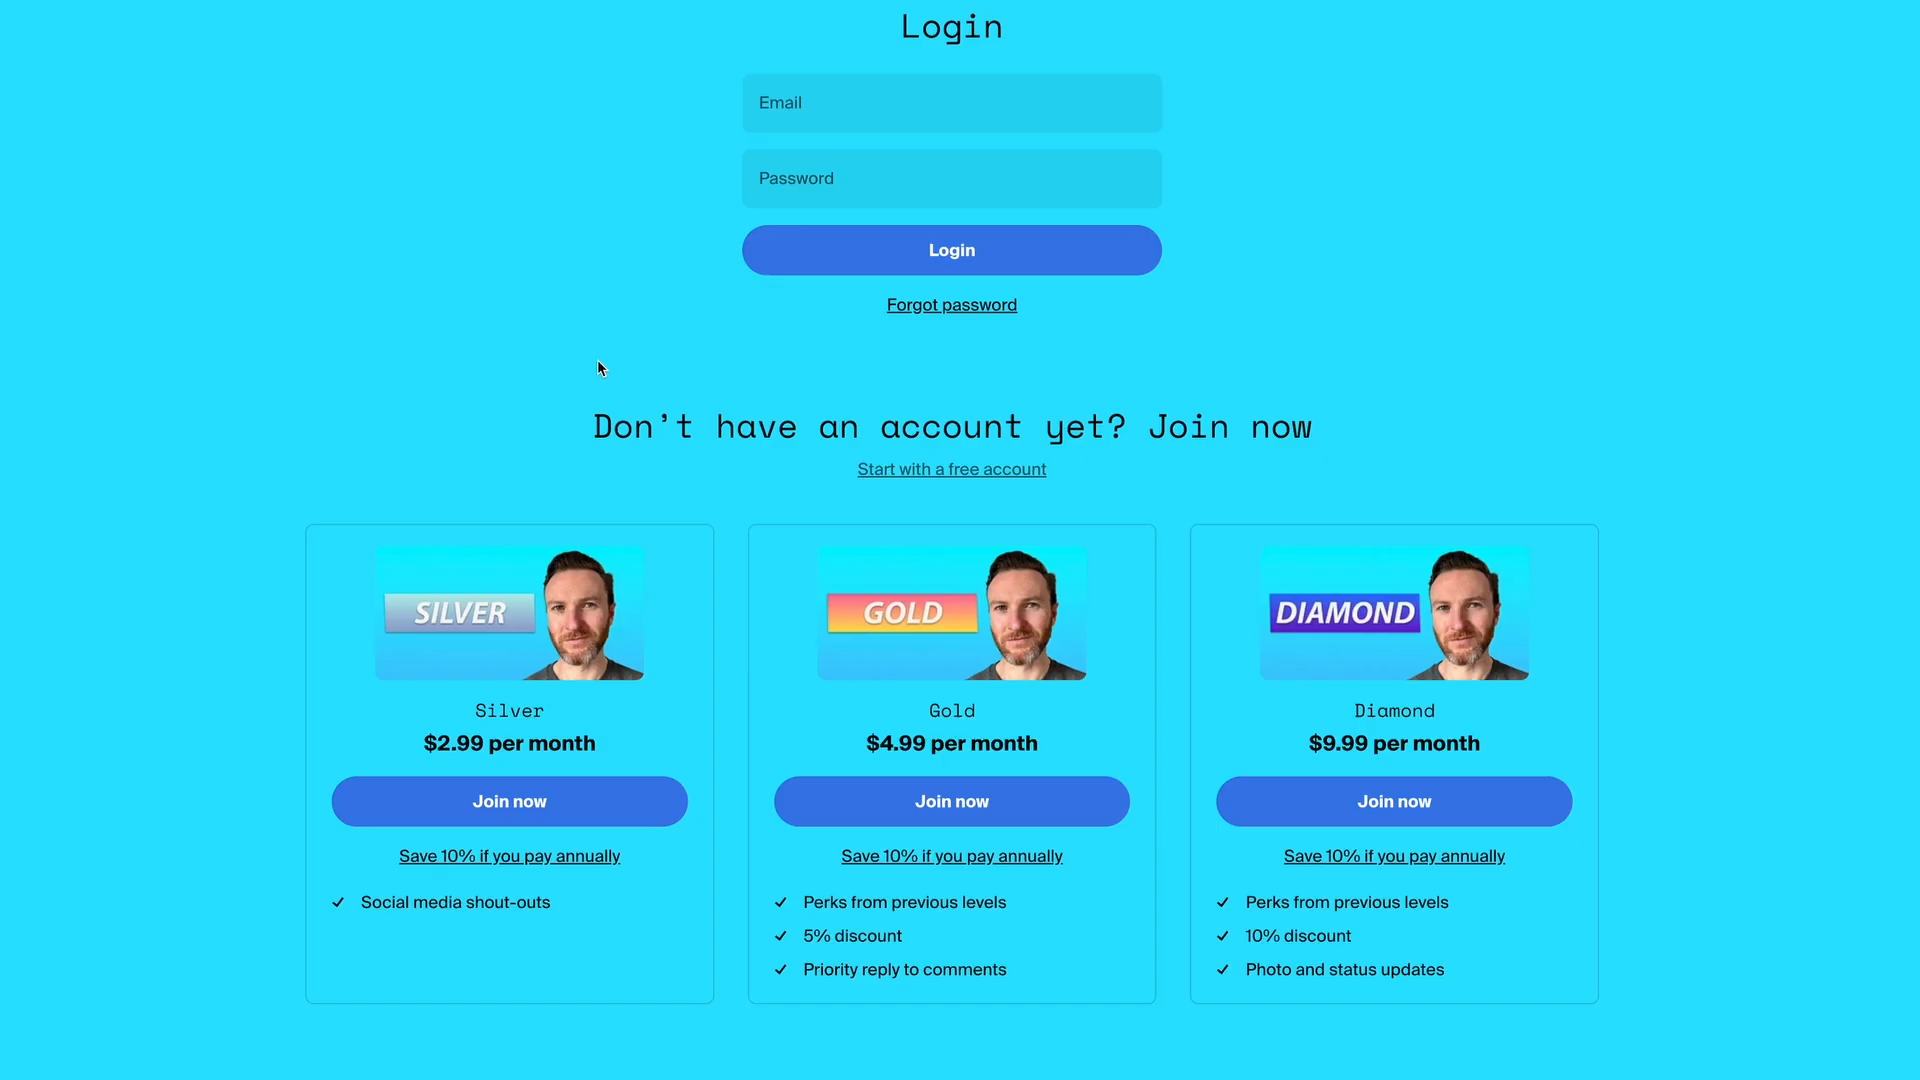 Login
Email
Password
Login
Forgot password
Don't have an account yet? Join now
Start with a free account
SILVER
Silver
$2.99 per month
Join now
Save 10% if you pay annually
Social media shout-outs
GOLD
Gold
$4.99 per month
Join now
Save 10% if you pay annually
Perks from previous levels
5% discount
Priority reply to comments
DIAMOND
Diamond
$9.99 per month
Join now
Save 10% if you pay annually
Perks from previous levels
10% discount
Photo and status updates